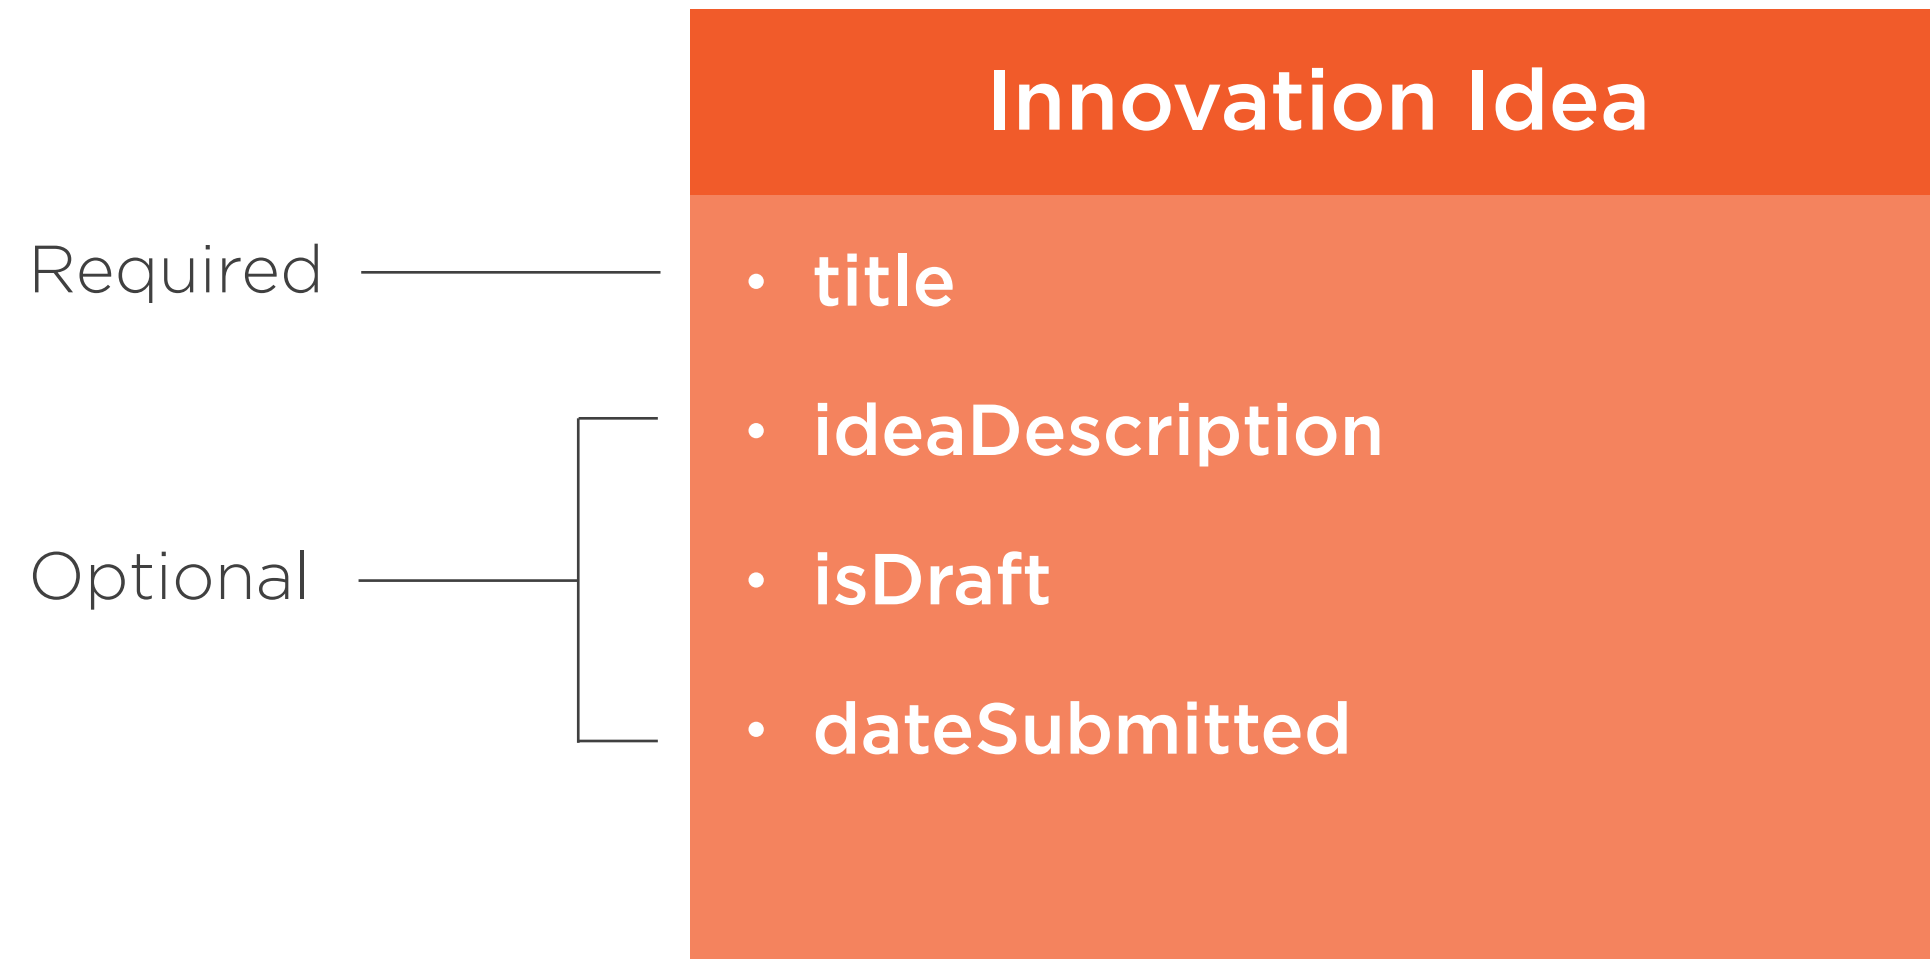 Innovation Idea
Required
• title
• ideaDescription
Optional
• isDraft
• dateSubmitted